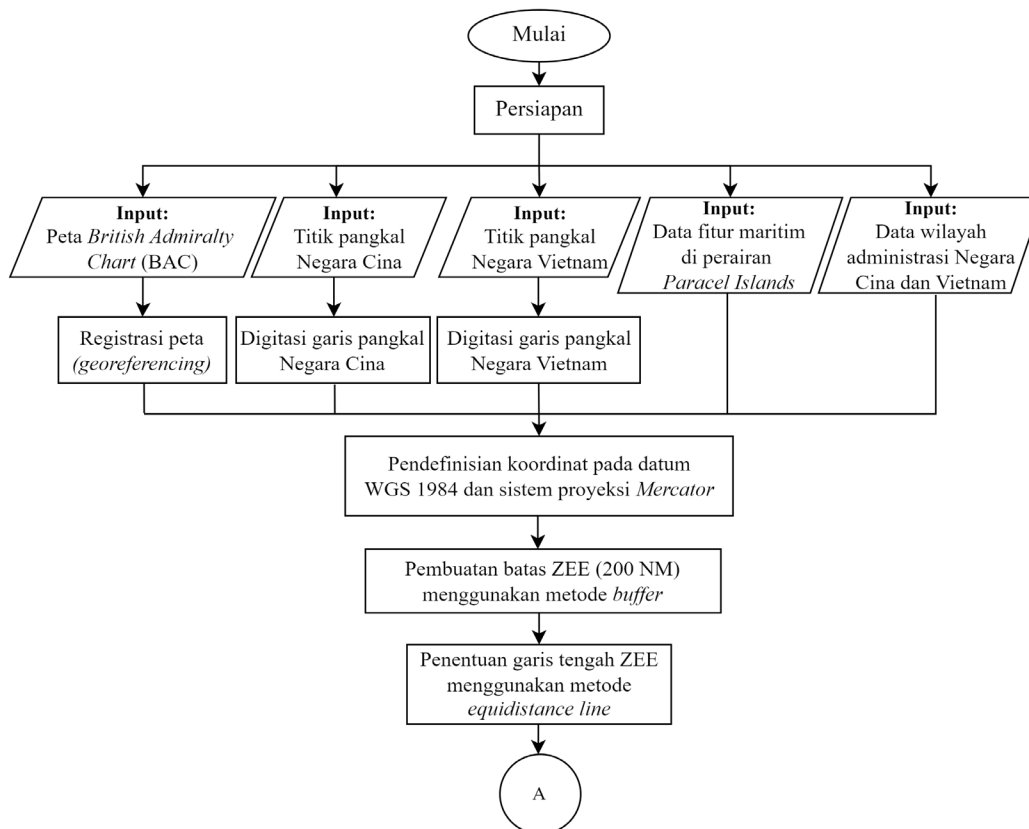 Mulai
Persiapan
Input:
Peta British Admiralty
Chart (BAC)
Input:
Titik pangkal
Negara Cina
Input:
Titik pangkal
Negara Vietnam
Input:
Data fitur maritim
di perairan
Paracel Islands
Input:
Data wilayah
administrasi Negara
Cina dan Vietnam
Registrasi peta
(georeferencing)
Digitasi garis pangkal
Negara Cina
Digitasi garis pangkal
Negara Vietnam
Pendefinisian koordinat pada datum
WGS 1984 dan sistem proyeksi Mercator
Pembuatan batas ZEE (200 NM)
menggunakan metode buffer
Penentuan garis tengah ZEE
menggunakan metode
equidistance line
A